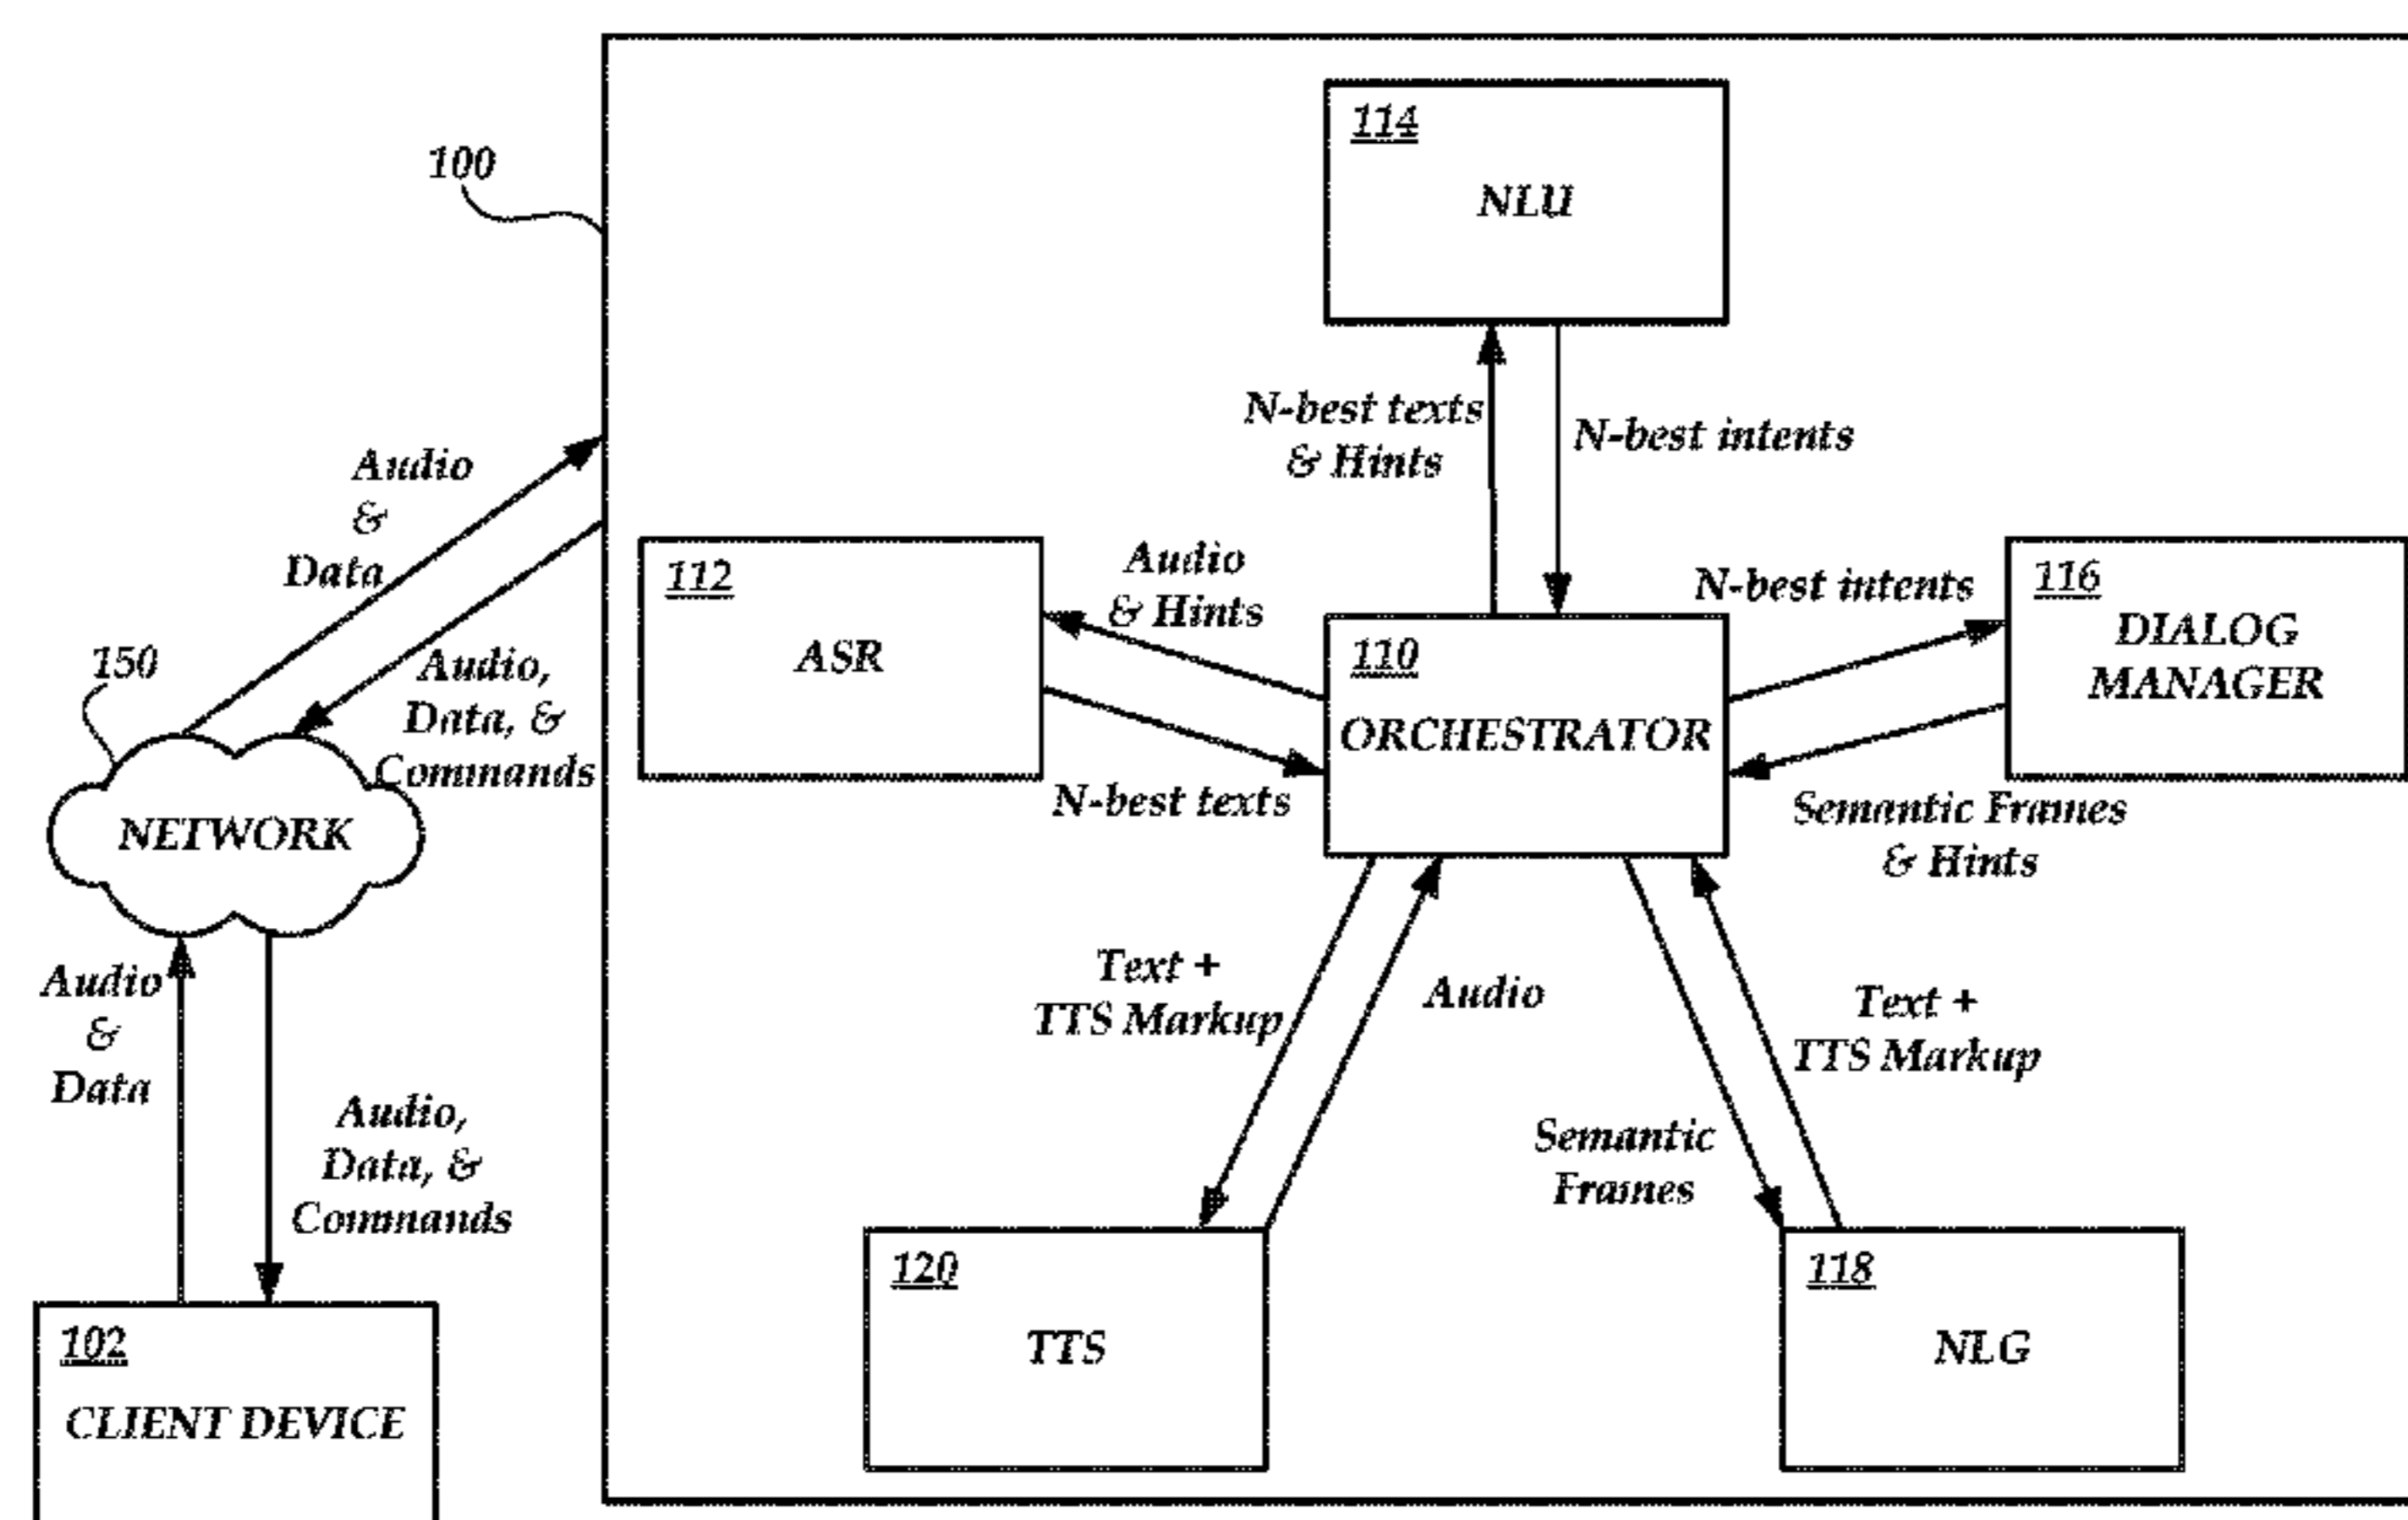 100
114
NLU
N-best texts
& Hints
N-best intents
Audio
&
Data
Audio,
Data, &
Commands
150
NETWORK
112
ASR
Audio
& Hints
N-best texts
110
ORCHESTRATOR
N-best intents
116
DIALOG
MANAGER
Semantic Frames
& Hints
Audio
&
Data
Audio,
Data, &
Commands
Text +
TTS Markup
Audio
Semantic
Frames
Text +
TTS Markup
102
CLIENT DEVICE
120
TTS
118
NLG